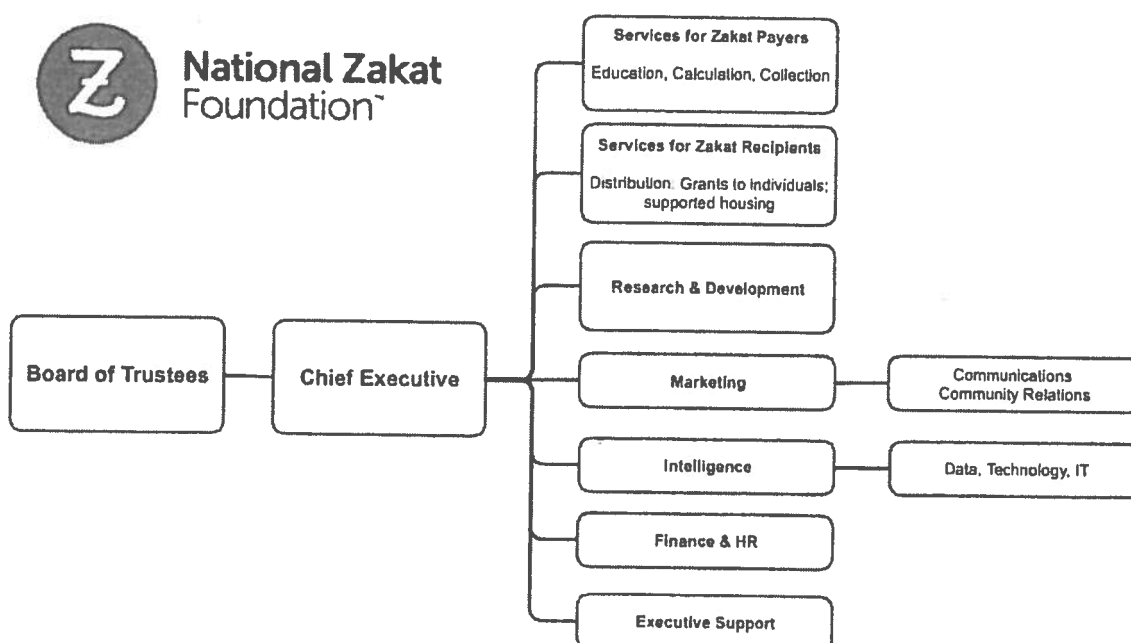 Z
National Zakat
Foundation™
Services for Zakat Payers
Education, Calculation, Collection
Services for Zakat Recipients
Distribution: Grants to individuals;
supported housing
Research & Development
Board of Trustees
Chief Executive
Marketing
Communications
Community Relations
Intelligence
Data, Technology, IT
Finance & HR
Executive Support